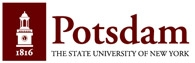 Potsdam
THE STATE UNIVERSITY OF NEW YORK
1816